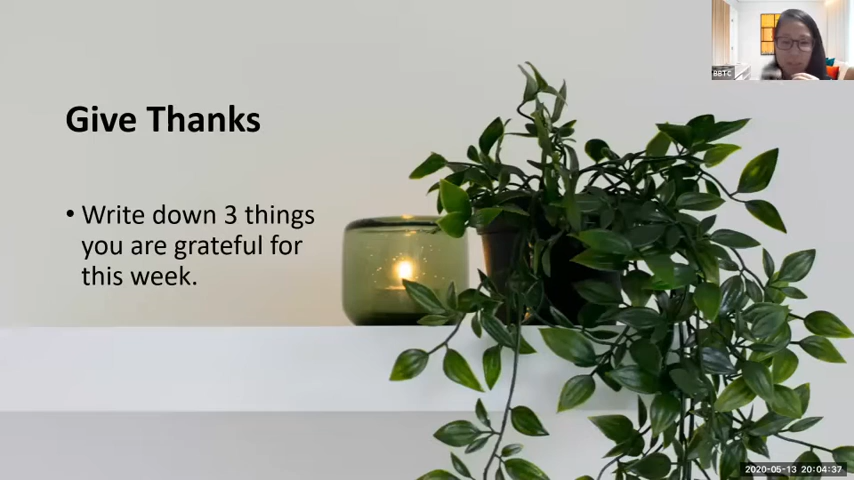 BBTC
Give Thanks
• Write down 3 things
you are grateful for
this week.
2020-05-13 20:04:37